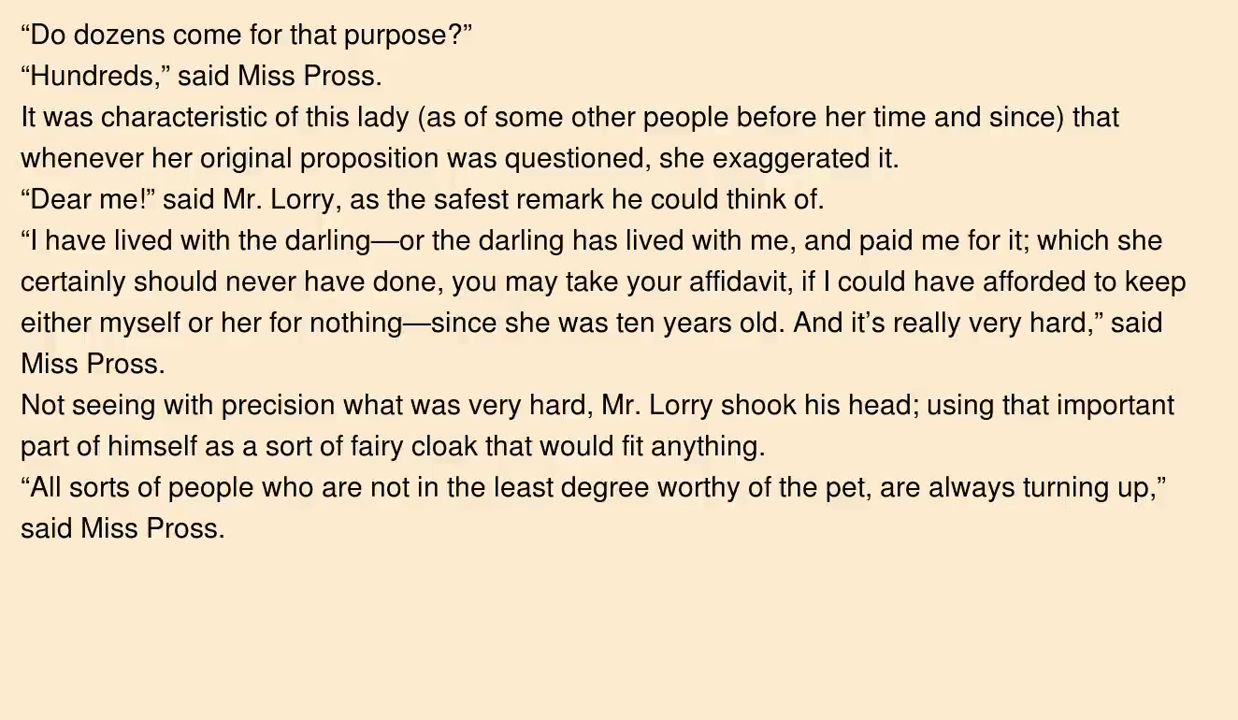 “Do dozens come for that purpose?”
“Hundreds,” said Miss Pross.
It was characteristic of this lady (as of some other people before her time and since) that
whenever her original proposition was questioned, she exaggerated it.
“Dear me!” said Mr. Lorry, as the safest remark he could think of.
“I have lived with the darling—or the darling has lived with me, and paid me for it; which she
certainly should never have done, you may take your affidavit, if I could have afforded to keep
either myself or her for nothing—since she was ten years old. And it’s really very hard,” said
Miss Pross.
Not seeing with precision what was very hard, Mr. Lorry shook his head; using that important
part of himself as a sort of fairy cloak that would fit anything.
“All sorts of people who are not in the least degree worthy of the pet, are always turning up,”
said Miss Pross.